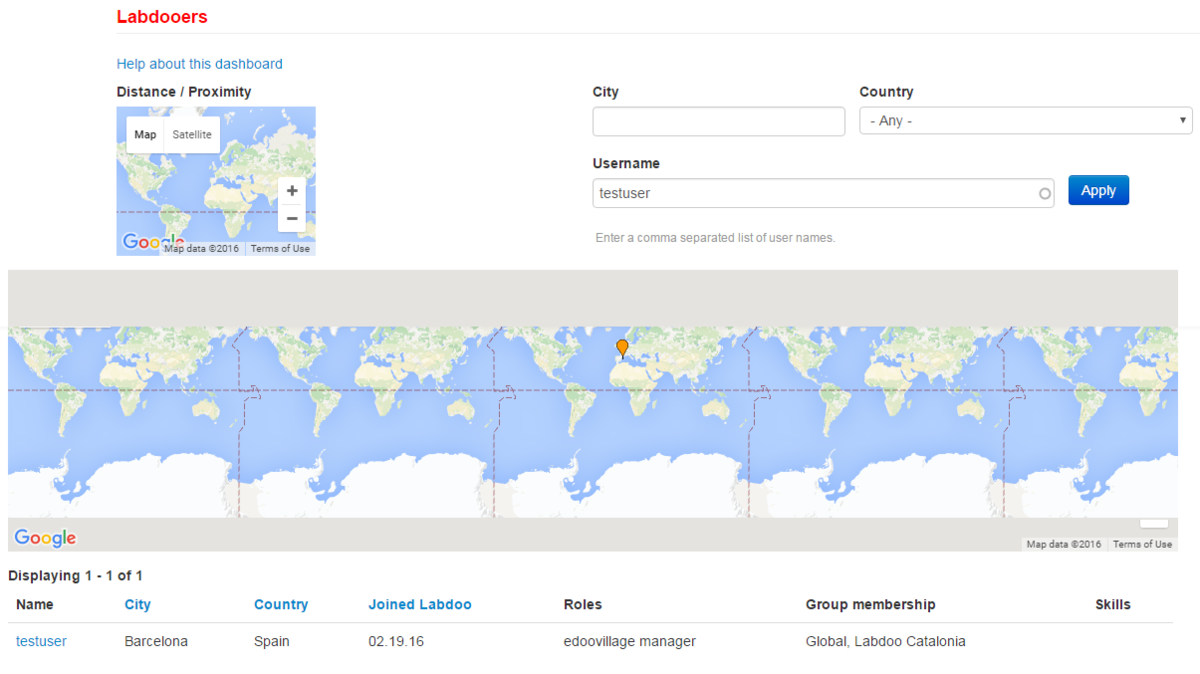 Labdooers
Help about this dashboard
Distance / Proximity
City
Country
Map Satellite
- Any -
Username
testuser
Apply
+
−
Google
Map data ©2016 Terms of Use
Enter a comma separated list of user names.
Google
Map data ©2016 Terms of Use
Displaying 1 - 1 of 1
Name City Country Joined Labdoo Roles Group membership Skills
testuser Barcelona Spain 02.19.16 edoovillage manager Global, Labdoo Catalonia